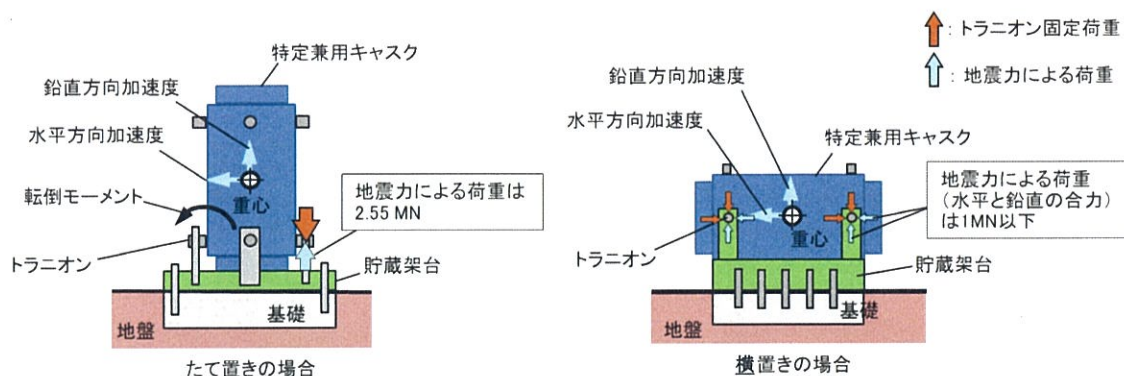 特定兼用キャスク
鉛直方向加速度
水平方向加速度
転倒モーメント
重心
地震力による荷重は
2.55 MN
トラニオン
貯蔵架台
基礎
地盤
たて置きの場合
：トラニオン固定荷重
：地震力による荷重
鉛直方向加速度
水平方向加速度
特定兼用キャスク
地震力による荷重
（水平と鉛直の合力）
は1MN以下
重心
トラニオン
貯蔵架台
基礎
地盤
横置きの場合